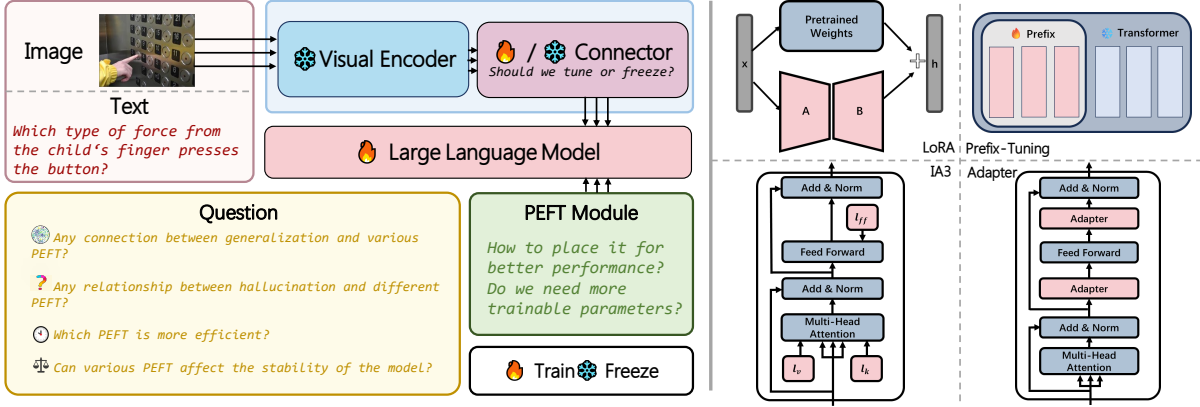 Image
Text
Which type of force from
the child's finger presses
the button?
Visual Encoder
/ Connector
Should we tune or freeze?
Large Language Model
Question
Any connection between generalization and various
PEFT?
Any relationship between hallucination and different
PEFT?
Which PEFT is more efficient?
Can various PEFT affect the stability of the model?
PEFT Module
How to place it for
better performance?
Do we need more
trainable parameters?
Train Freeze
Pretrained
Weights
x
h
A
B
LoRA
Prefix
Transformer
Prefix-Tuning
IA3
Add & Norm
l_ff
Feed Forward
Add & Norm
Multi-Head
Attention
l_v
l_k
Adapter
Add & Norm
Adapter
Feed Forward
Adapter
Add & Norm
Multi-Head
Attention